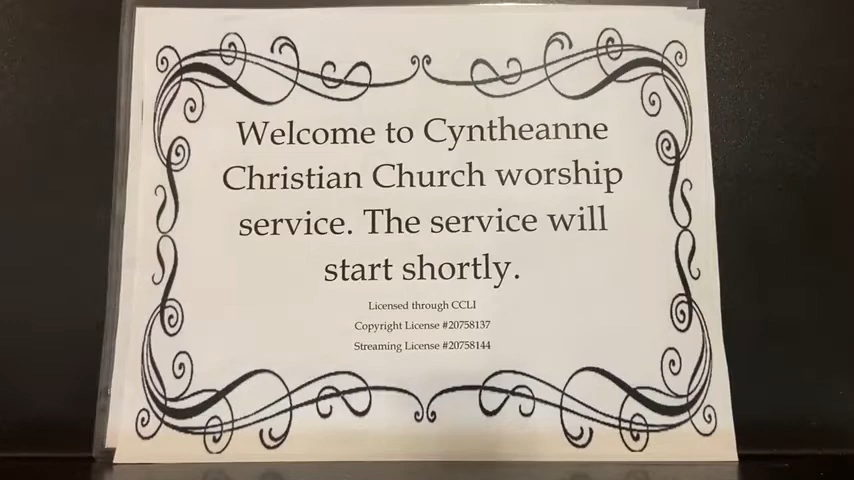 Welcome to Cyntheanne
Christian Church worship
service. The service will
start shortly.
Licensed through CCLI
Copyright License #20758137
Streaming License #20758144